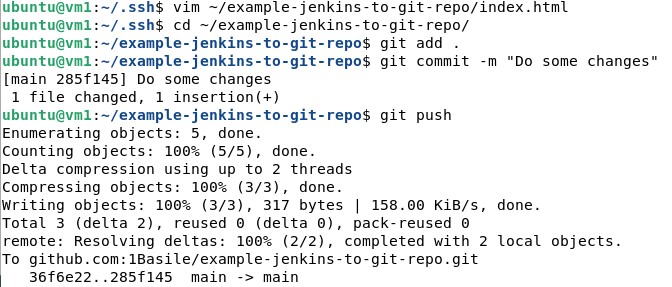 ubuntu@vm1:~/.ssh$ vim ~/example-jenkins-to-git-repo/index.html
ubuntu@vm1:~/.ssh$ cd ~/example-jenkins-to-git-repo/
ubuntu@vm1:~/example-jenkins-to-git-repo$ git add .
ubuntu@vm1:~/example-jenkins-to-git-repo$ git commit -m "Do some changes"
[main 285f145] Do some changes
 1 file changed, 1 insertion(+)
ubuntu@vm1:~/example-jenkins-to-git-repo$ git push
Enumerating objects: 5, done.
Counting objects: 100% (5/5), done.
Delta compression using up to 2 threads
Compressing objects: 100% (3/3), done.
Writing objects: 100% (3/3), 317 bytes | 158.00 KiB/s, done.
Total 3 (delta 2), reused 0 (delta 0), pack-reused 0
remote: Resolving deltas: 100% (2/2), completed with 2 local objects.
To github.com:1Basile/example-jenkins-to-git-repo.git
   36f6e22..285f145  main -> main